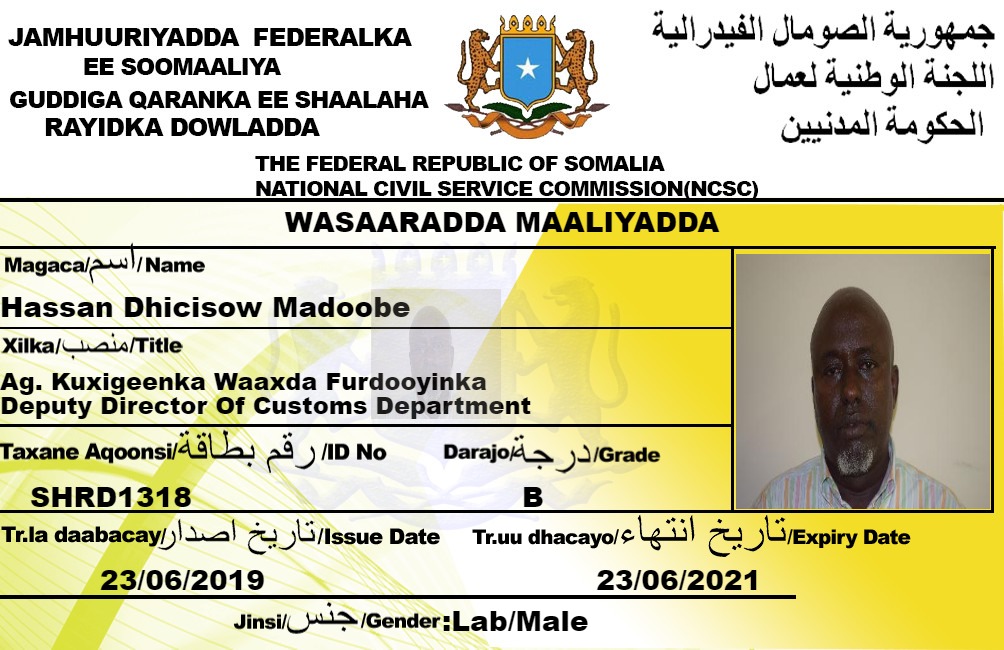 JAMHUURIYADDA FEDERALKA
EE SOOMAALIYA
GUDDIGA QARANKA EE SHAALAHA
RAYIDKA DOWLADDA
جمهورية الصومال الفيدرالية
اللجنة الوطنية لعمال
الحكومة المدنيين
THE FEDERAL REPUBLIC OF SOMALIA
NATIONAL CIVIL SERVICE COMMISSION(NCSC)
WASAARADDA MAALIYADDA
Magaca/اسم/Name
Hassan Dhicisow Madoobe
Xilka/منصب/Title
Ag. Kuxigeenka Waaxda Furdooyinka
Deputy Director Of Customs Department
Taxane Aqoonsi/رقم بطاقة/ID No
Darajo/درجة/Grade
SHRD1318
B
Tr.la daabacay/تاريخ اصدار/Issue Date
Tr.uu dhacayo/تاريخ انتهاء/Expiry Date
23/06/2019
23/06/2021
Jinsi/جنس/Gender:Lab/Male